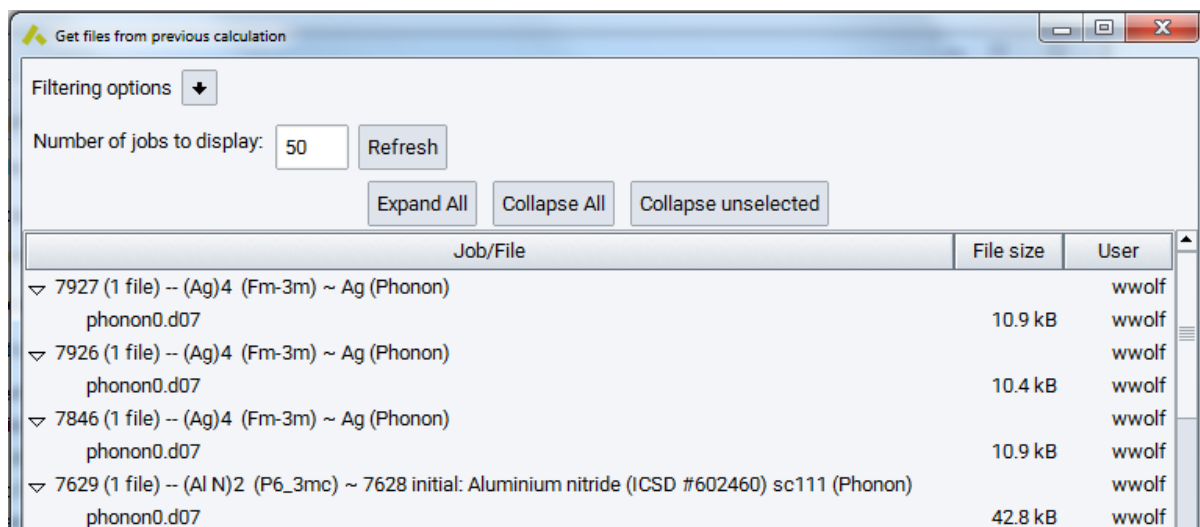 Get files from previous calculation
Filtering options
Number of jobs to display: 50 Refresh
Expand All Collapse All Collapse unselected
Job/File File size User
7927 (1 file) -- (Ag)4 (Fm-3m) ~ Ag (Phonon) wwolf
phonon0.d07 10.9 kB wwolf
7926 (1 file) -- (Ag)4 (Fm-3m) ~ Ag (Phonon) wwolf
phonon0.d07 10.4 kB wwolf
7846 (1 file) -- (Ag)4 (Fm-3m) ~ Ag (Phonon) wwolf
phonon0.d07 10.9 kB wwolf
7629 (1 file) -- (Al N)2 (P6_3mc) ~ 7628 initial: Aluminium nitride (ICSD #602460) sc111 (Phonon) wwolf
phonon0.d07 42.8 kB wwolf